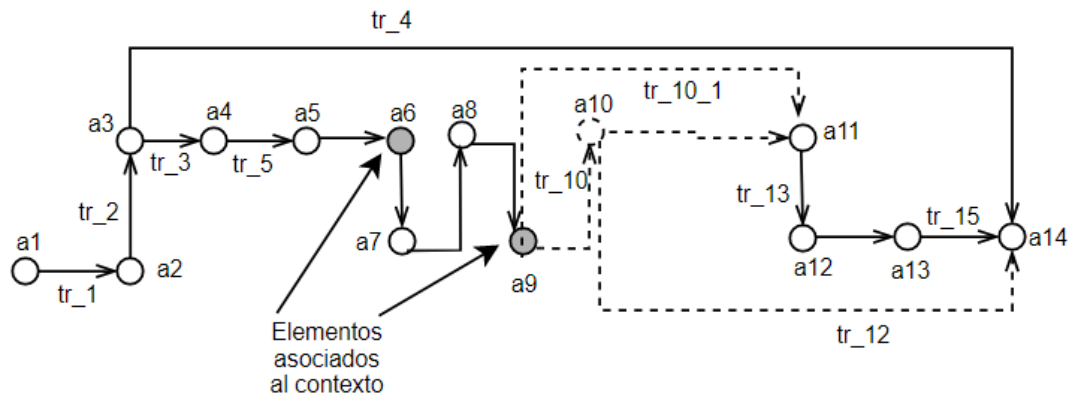 tr_4
a3
a4
a5
a6
a8
a10
tr_10_1
a11
tr_3
tr_5
tr_10
tr_13
tr_2
a1
a7
tr_15
a14
a2
a9
a12
a13
tr_1
Elementos
asociados
al contexto
tr_12